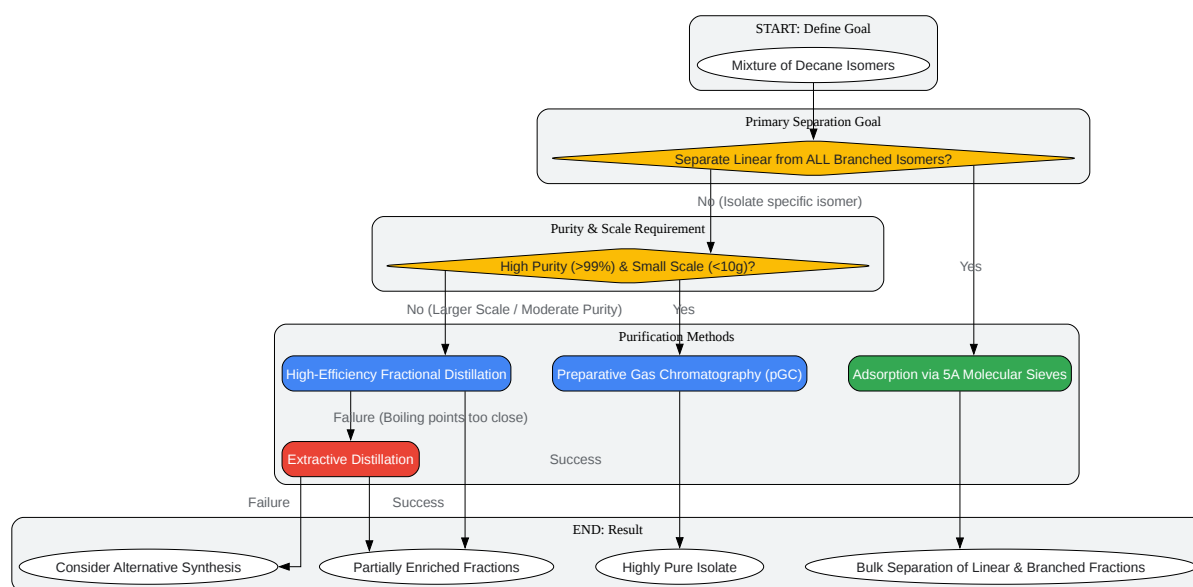 START: Define Goal
Mixture of Decane Isomers
Primary Separation Goal
Separate Linear from ALL Branched Isomers?
No (Isolate specific isomer)
Purity & Scale Requirement
High Purity (>99%) & Small Scale (<10g)?
Yes
No (Larger Scale / Moderate Purity)
Yes
Purification Methods
High-Efficiency Fractional Distillation
Preparative Gas Chromatography (pGC)
Adsorption via 5A Molecular Sieves
Failure (Boiling points too close)
Extractive Distillation
Success
Failure
Success
END: Result
Consider Alternative Synthesis
Partially Enriched Fractions
Highly Pure Isolate
Bulk Separation of Linear & Branched Fractions